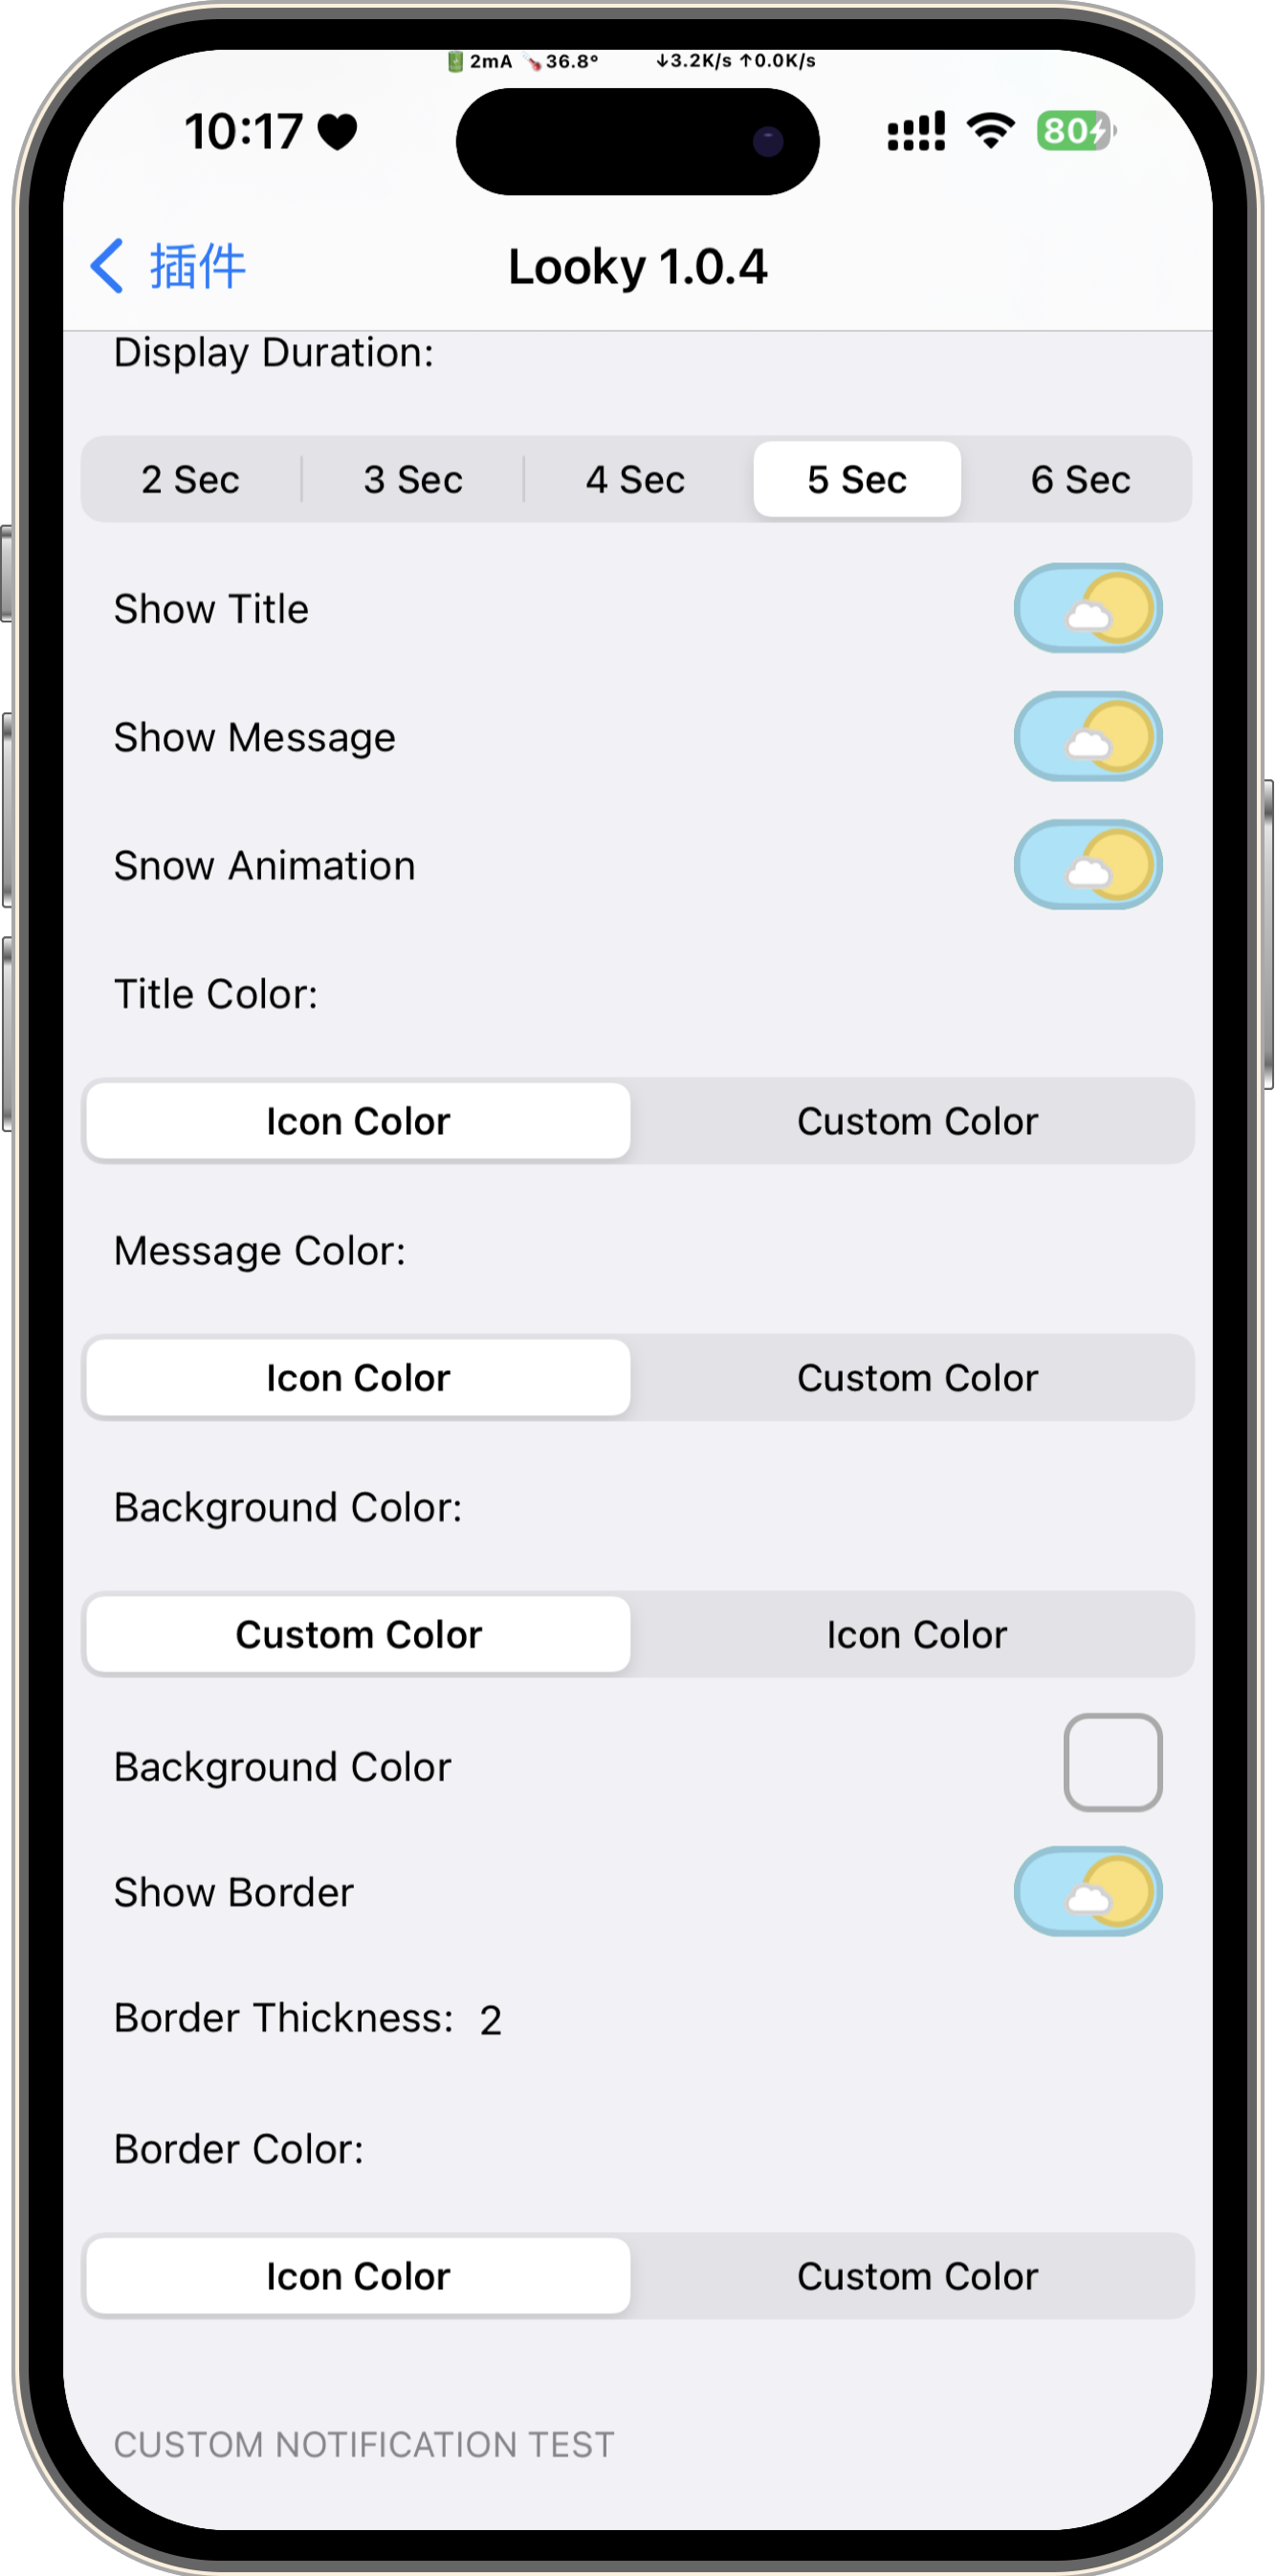 2mA 36.8° ↓3.2K/s ↑0.0K/s
10:17 80
插件 Looky 1.0.4
Display Duration:
2 Sec 3 Sec 4 Sec 5 Sec 6 Sec
Show Title
Show Message
Snow Animation
Title Color:
Icon Color Custom Color
Message Color:
Icon Color Custom Color
Background Color:
Custom Color Icon Color
Background Color
Show Border
Border Thickness: 2
Border Color:
Icon Color Custom Color
CUSTOM NOTIFICATION TEST